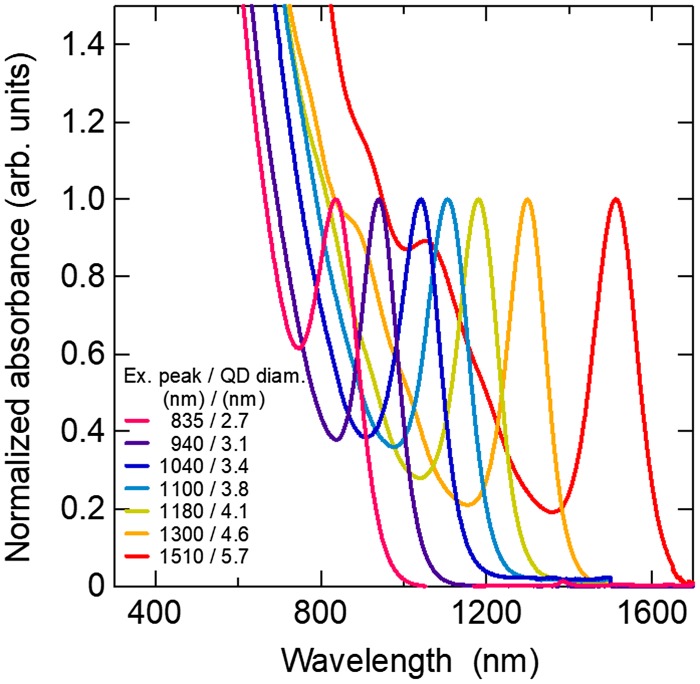 Normalized absorbance (arb. units)
1.4
1.2
1.0
0.8
0.6
0.4
0.2
0
Ex. peak / QD diam.
(nm) / (nm)
835 / 2.7
940 / 3.1
1040 / 3.4
1100 / 3.8
1180 / 4.1
1300 / 4.6
1510 / 5.7
400 800 1200 1600
Wavelength (nm)